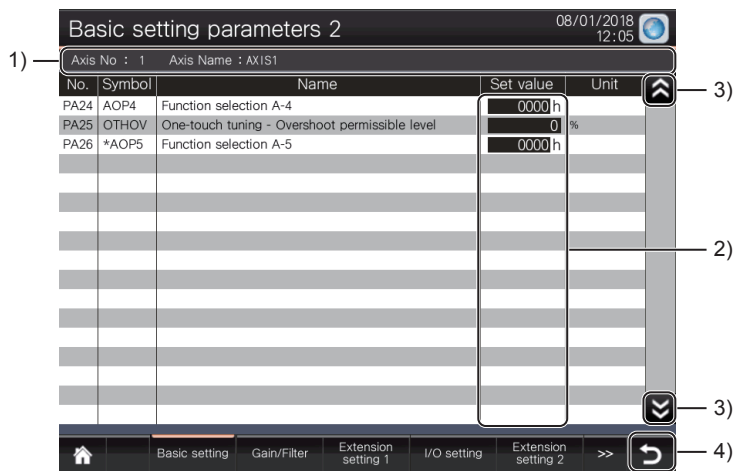 Basic setting parameters 2
08/01/2018
12:05
1)
Axis No : 1 Axis Name : AXIS1
No. Symbol Name Set value Unit
3)
PA24 AOP4 Function selection A-4 0000 h
PA25 OTHOV One-touch tuning - Overshoot permissible level 0 %
PA26 *AOP5 Function selection A-5 0000 h
2)
3)
Basic setting Gain/Filter Extension setting 1 I/O setting Extension setting 2 >>
4)